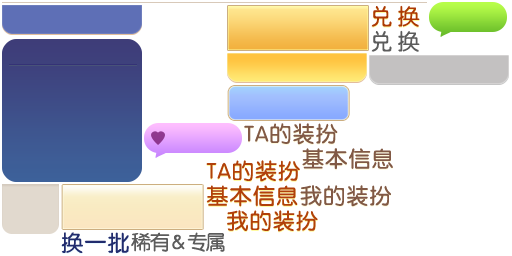 兑 换
兑 换
TA的装扮
基本信息
TA的装扮
基本信息 我的装扮
我的装扮
换一批 稀有&专属